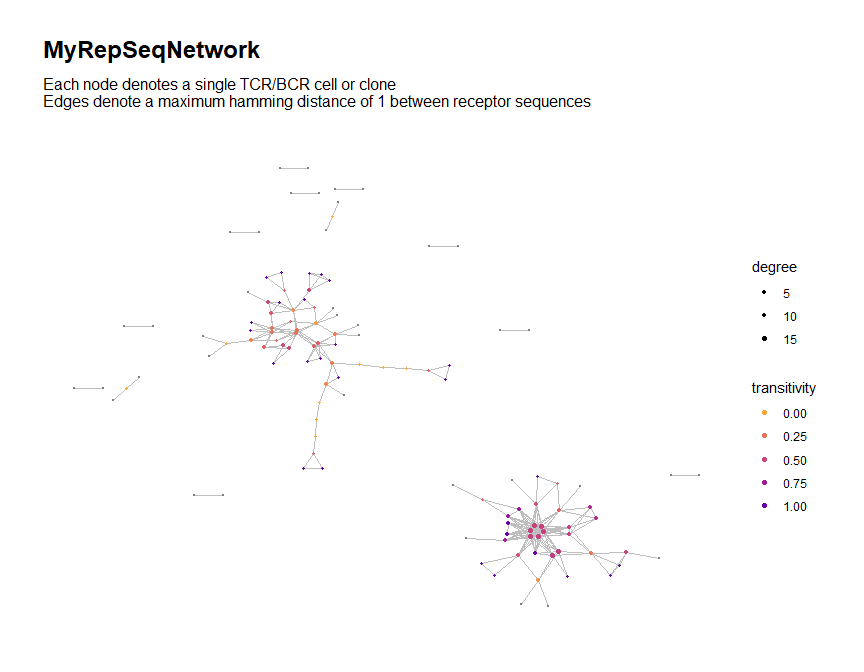 MyRepSeqNetwork
Each node denotes a single TCR/BCR cell or clone
Edges denote a maximum hamming distance of 1 between receptor sequences
degree
5
10
15
transitivity
0.00
0.25
0.50
0.75
1.00